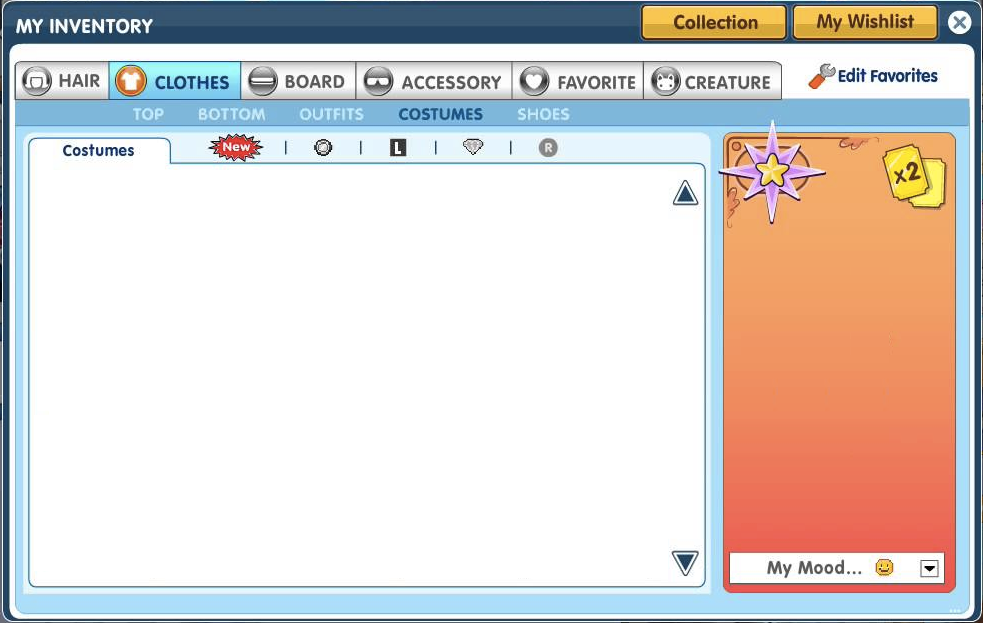 MY INVENTORY
Collection
My Wishlist
HAIR
CLOTHES
BOARD
ACCESSORY
FAVORITE
CREATURE
Edit Favorites
TOP
BOTTOM
OUTFITS
COSTUMES
SHOES
Costumes
New
L
R
x2
My Mood...